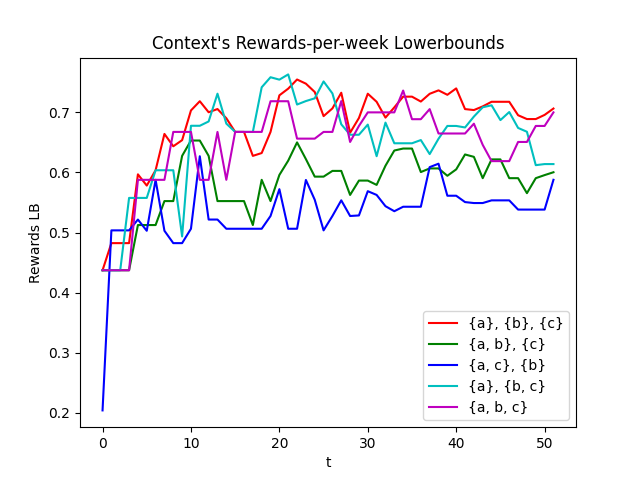 Context's Rewards-per-week Lowerbounds
Rewards LB
0.7
0.6
0.5
0.4
0.3
0.2
{a}, {b}, {c}
{a, b}, {c}
{a, c}, {b}
{a}, {b, c}
{a, b, c}
0 10 20 30 40 50
t